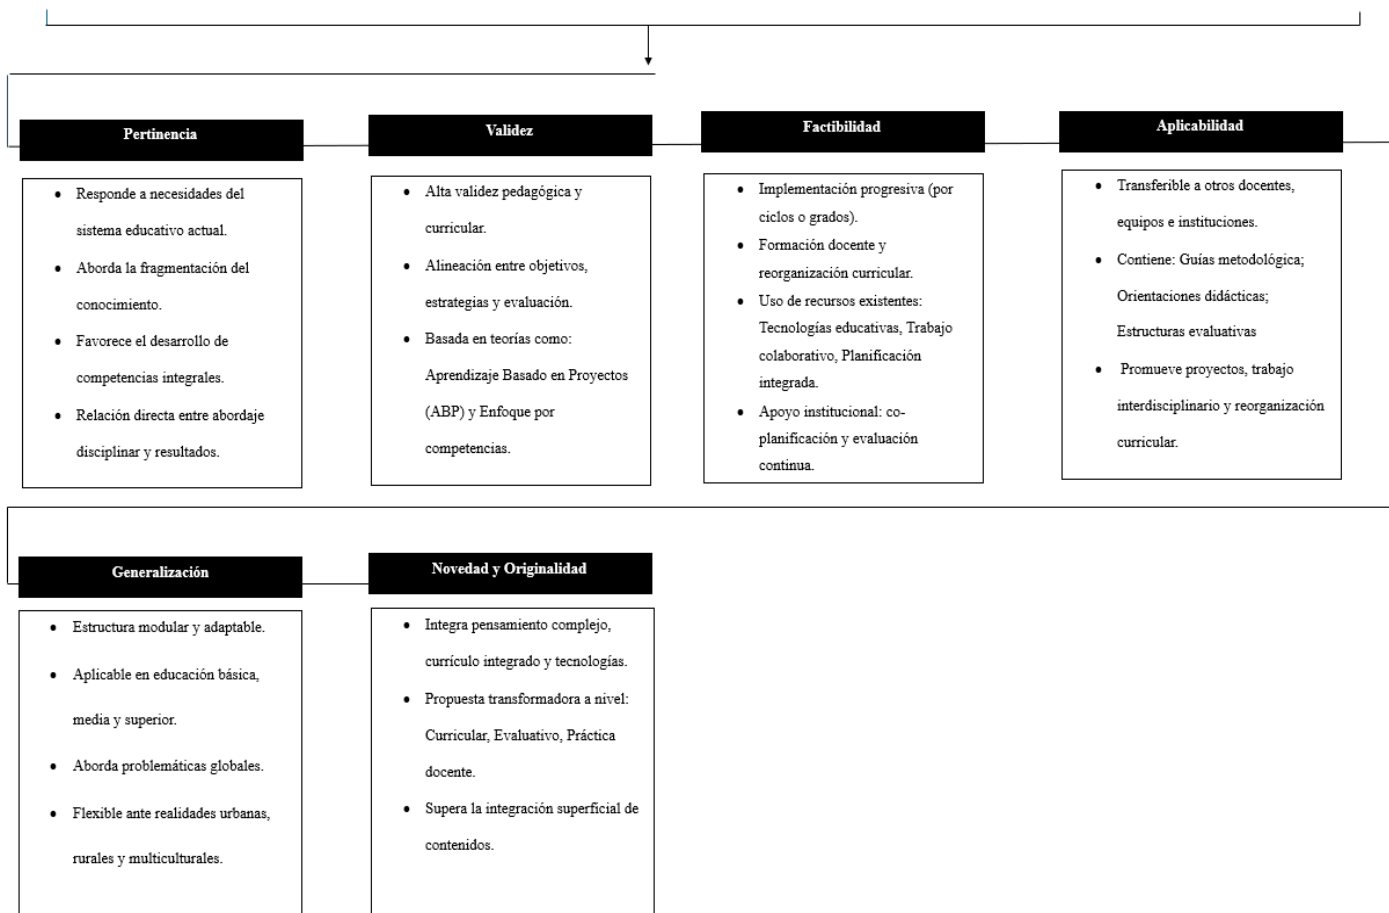 Pertinencia
• Responde a necesidades del
sistema educativo actual.
• Aborda la fragmentación del
conocimiento.
• Favorece el desarrollo de
competencias integrales.
• Relación directa entre abordaje
disciplinar y resultados.
Validez
• Alta validez pedagógica y
curricular.
• Alineación entre objetivos,
estrategias y evaluación.
• Basada en teorías como:
Aprendizaje Basado en Proyectos
(ABP) y Enfoque por
competencias.
Factibilidad
• Implementación progresiva (por
ciclos o grados).
• Formación docente y
reorganización curricular.
• Uso de recursos existentes:
Tecnologías educativas, Trabajo
colaborativo, Planificación
integrada.
• Apoyo institucional: co-
planificación y evaluación
continua.
Aplicabilidad
• Transferible a otros docentes,
equipos e instituciones.
• Contiene: Guías metodológica;
Orientaciones didácticas;
Estructuras evaluativas
• Promueve proyectos, trabajo
interdisciplinario y reorganización
curricular.
Generalización
• Estructura modular y adaptable.
• Aplicable en educación básica,
media y superior.
• Aborda problemáticas globales.
• Flexible ante realidades urbanas,
rurales y multiculturales.
Novedad y Originalidad
• Integra pensamiento complejo,
currículo integrado y tecnologías.
• Propuesta transformadora a nivel:
Curricular, Evaluativo, Práctica
docente.
• Supera la integración superficial de
contenidos.